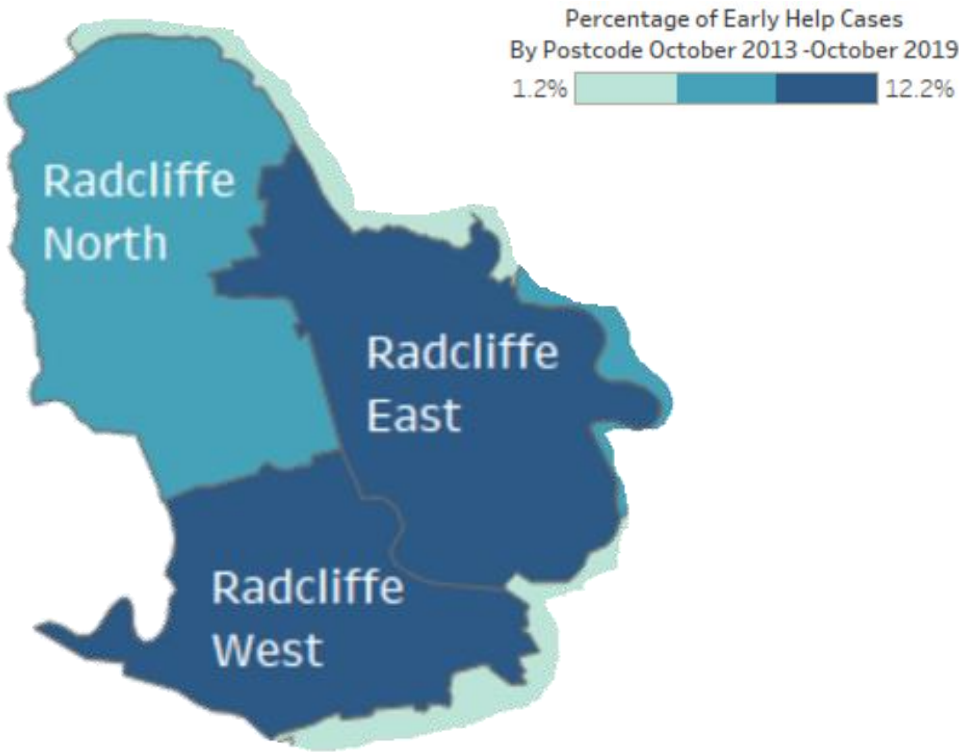 Percentage of Early Help Cases
By Postcode October 2013 -October 2019
1.2% 12.2%
Radcliffe
North
Radcliffe
East
Radcliffe
West